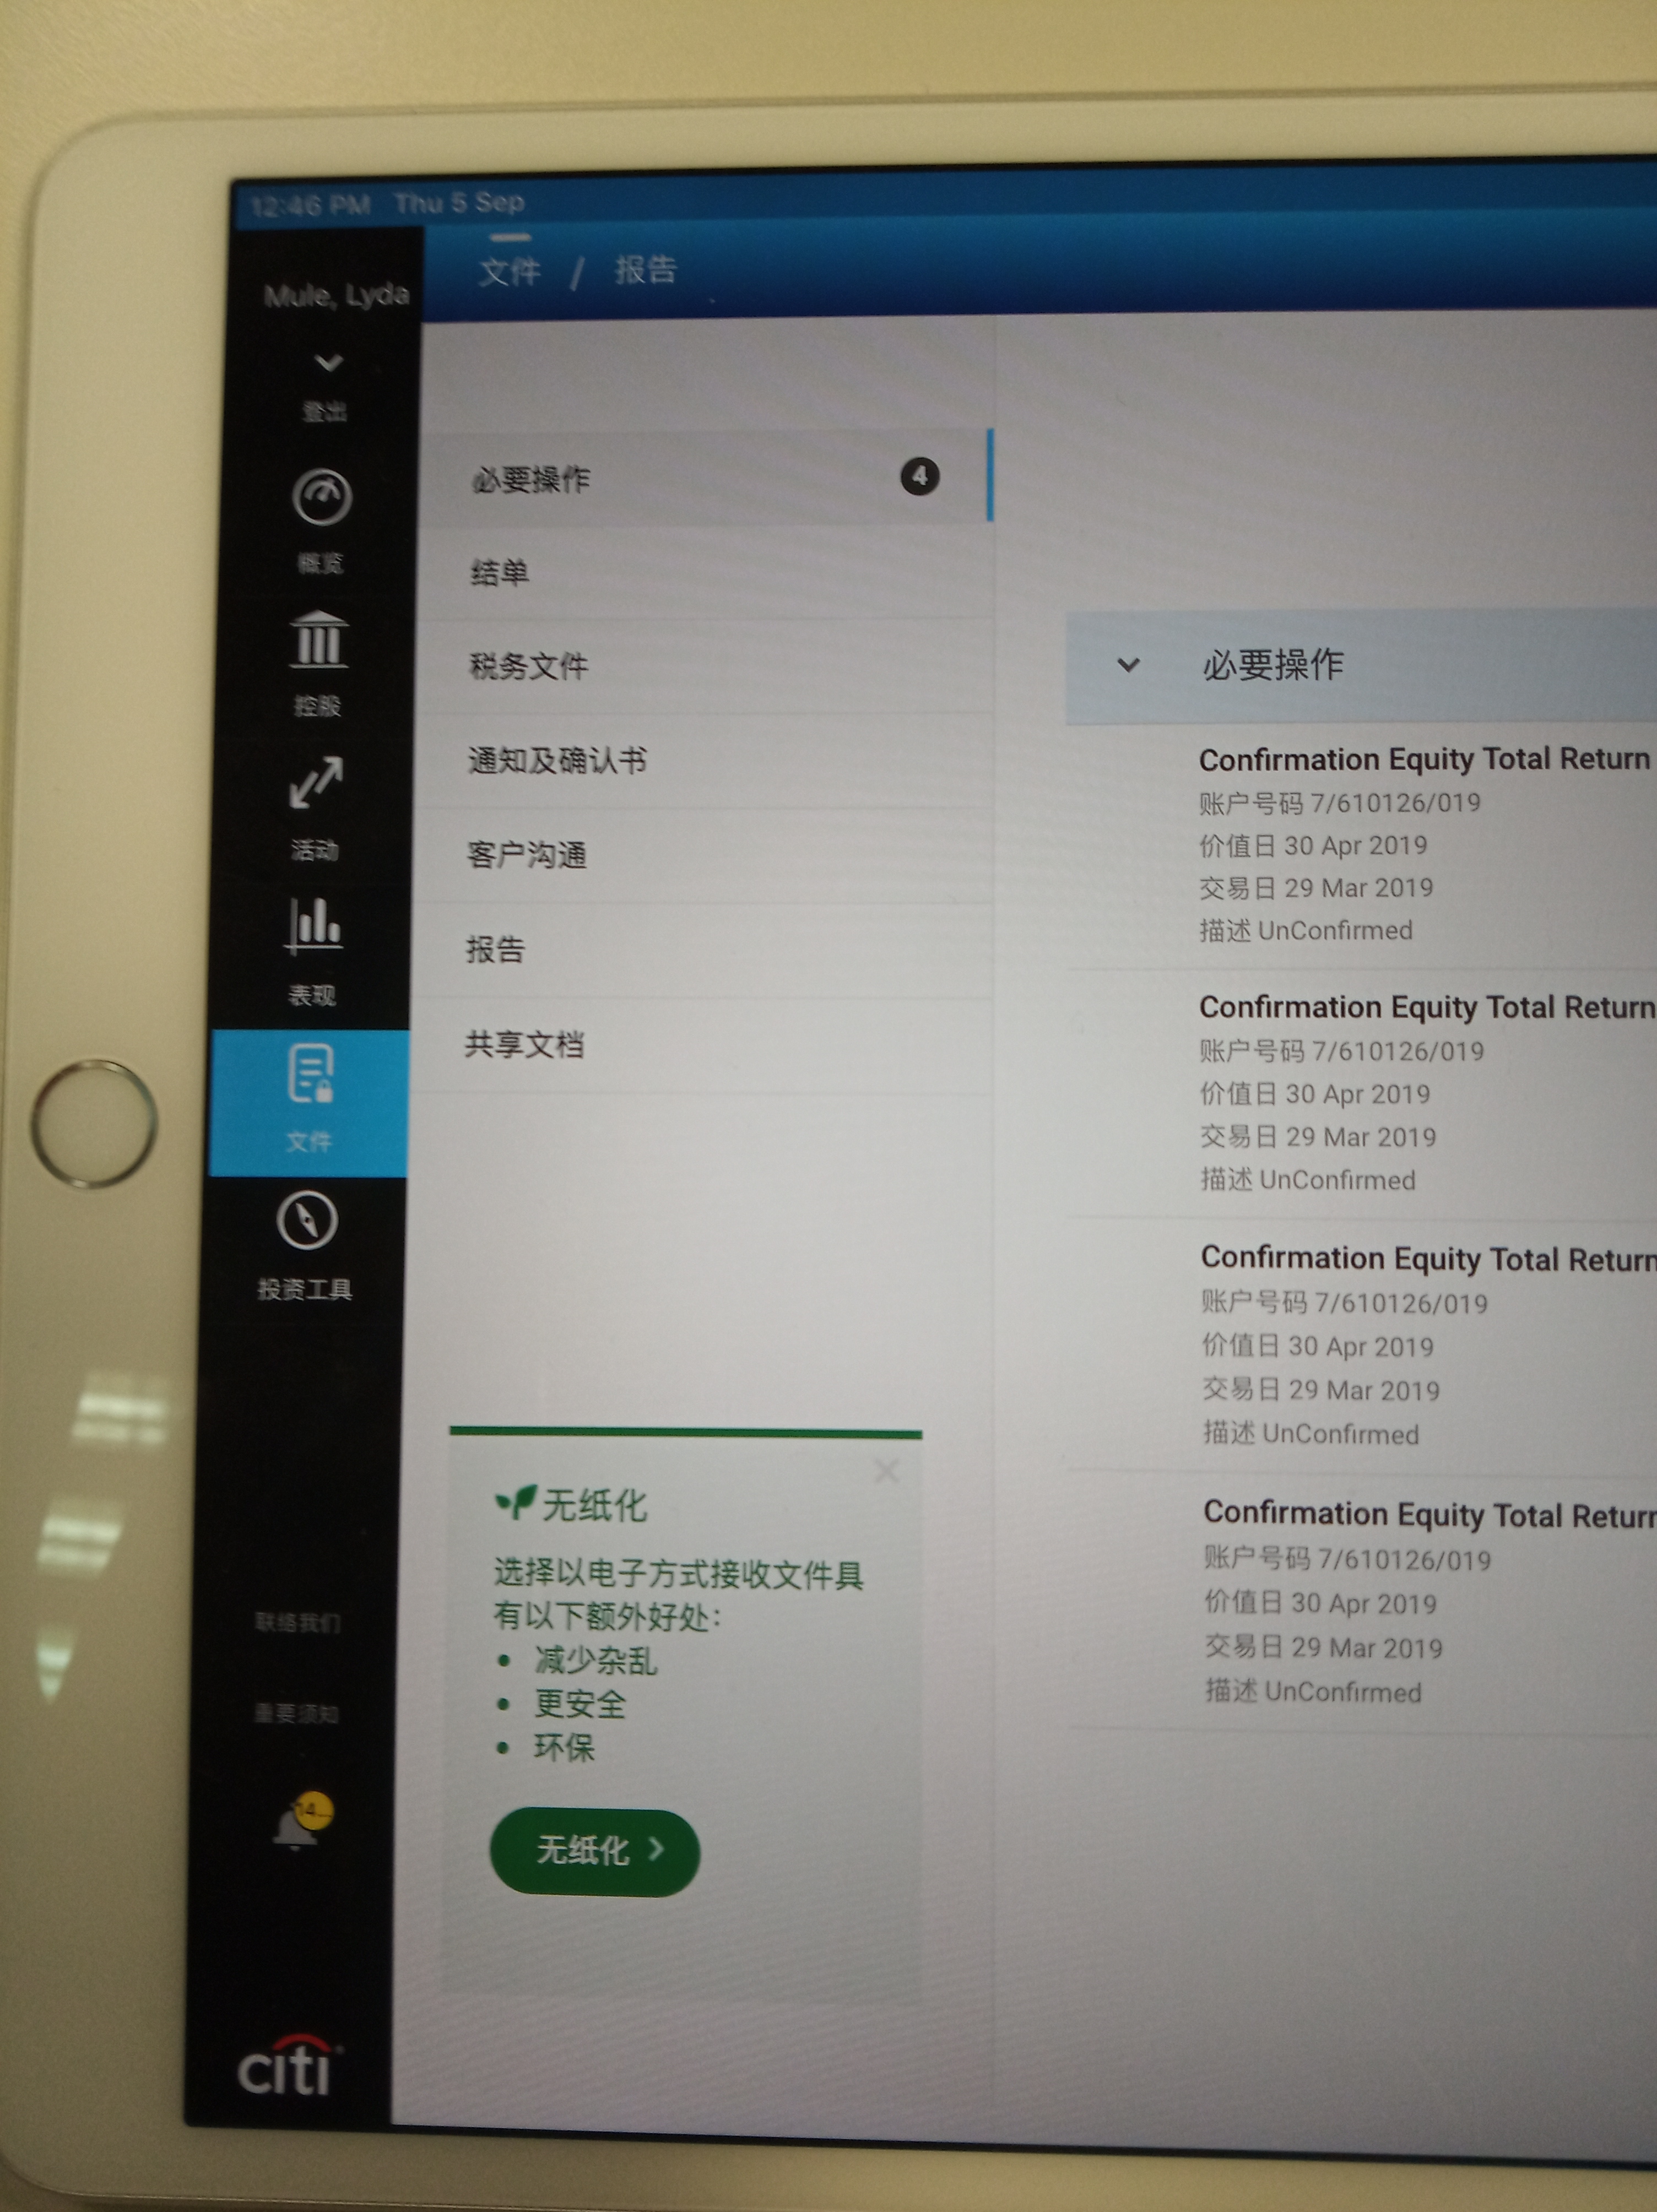 12:46 PM Thu 5 Sep
Mule, Lyda
文件 / 报告
登出
概览
控股
活动
表现
文件
投资工具
联络我们
重要须知
14...
citi
必要操作 4
结单
税务文件
通知及确认书
客户沟通
报告
共享文档
无纸化
选择以电子方式接收文件具
有以下额外好处:
• 减少杂乱
• 更安全
• 环保
无纸化
必要操作
Confirmation Equity Total Return
账户号码 7/610126/019
价值日 30 Apr 2019
交易日 29 Mar 2019
描述 UnConfirmed
Confirmation Equity Total Return
账户号码 7/610126/019
价值日 30 Apr 2019
交易日 29 Mar 2019
描述 UnConfirmed
Confirmation Equity Total Return
账户号码 7/610126/019
价值日 30 Apr 2019
交易日 29 Mar 2019
描述 UnConfirmed
Confirmation Equity Total Return
账户号码 7/610126/019
价值日 30 Apr 2019
交易日 29 Mar 2019
描述 UnConfirmed